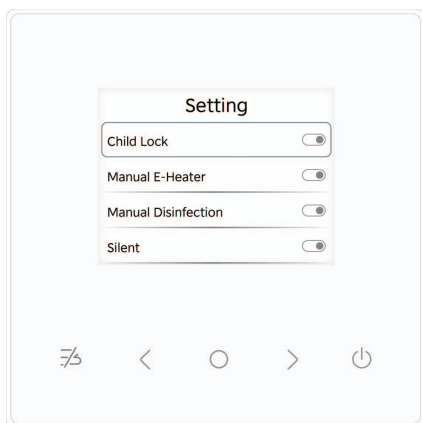 Setting
Child Lock
Manual E-Heater
Manual Disinfection
Silent